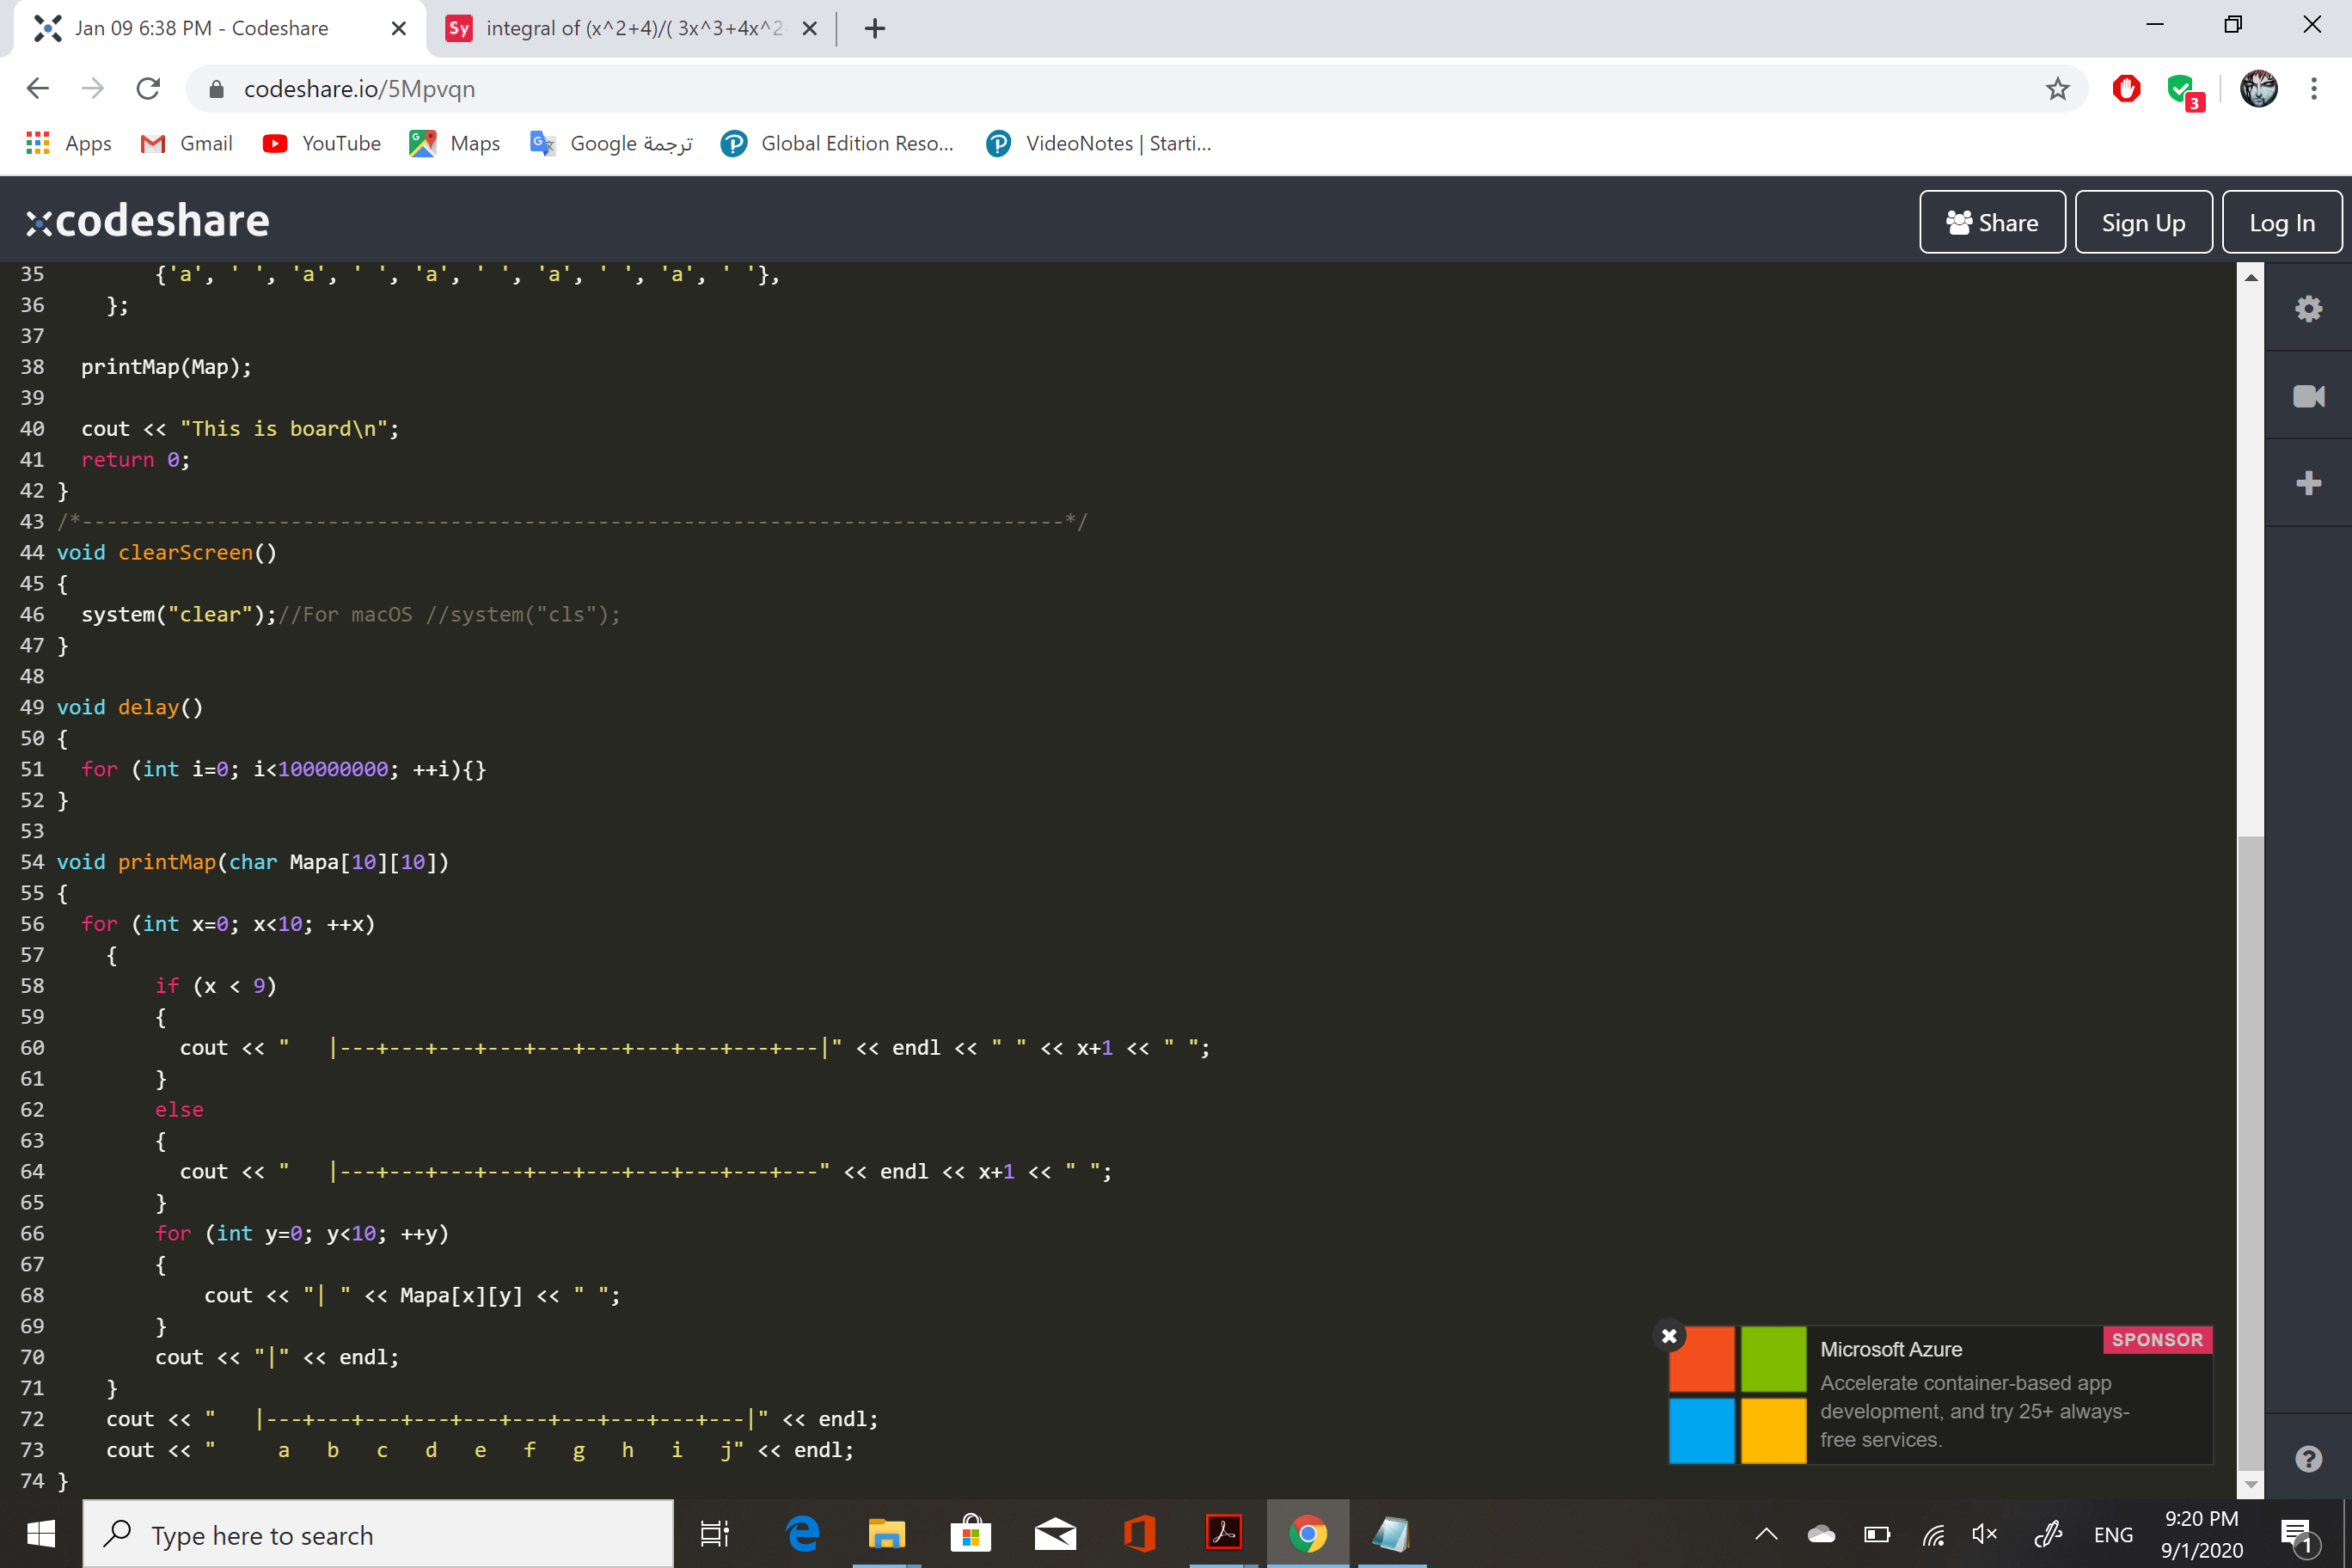 Jan 09 6:38 PM - Codeshare
Sy integral of (x^2+4)/( 3x^3+4x^2
codeshare.io/5Mpvqn
3
Apps Gmail YouTube Maps ترجمة Google Global Edition Reso... VideoNotes | Starti...
codeshare
Share Sign Up Log In
35         {'a', ' ', 'a', ' ', 'a', ' ', 'a', ' ', 'a', ' '},
36     };
37
38   printMap(Map);
39
40   cout << "This is board\n";
41   return 0;
42 }
43 /*--------------------------------------------------------------------------------*/
44 void clearScreen()
45 {
46   system("clear");//For macOS //system("cls");
47 }
48
49 void delay()
50 {
51   for (int i=0; i<100000000; ++i){}
52 }
53
54 void printMap(char Mapa[10][10])
55 {
56   for (int x=0; x<10; ++x)
57     {
58         if (x < 9)
59         {
60           cout << "   |---+---+---+---+---+---+---+---+---+---|" << endl << " " << x+1 << " ";
61         }
62         else
63         {
64           cout << "   |---+---+---+---+---+---+---+---+---+---" << endl << x+1 << " ";
65         }
66         for (int y=0; y<10; ++y)
67         {
68             cout << "| " << Mapa[x][y] << " ";
69         }
70         cout << "|" << endl;
71     }
72     cout << "   |---+---+---+---+---+---+---+---+---+---|" << endl;
73     cout << "     a   b   c   d   e   f   g   h   i   j" << endl;
74 }
SPONSOR
Microsoft Azure
Accelerate container-based app
development, and try 25+ always-
free services.
Type here to search
ENG
9:20 PM
9/1/2020
1